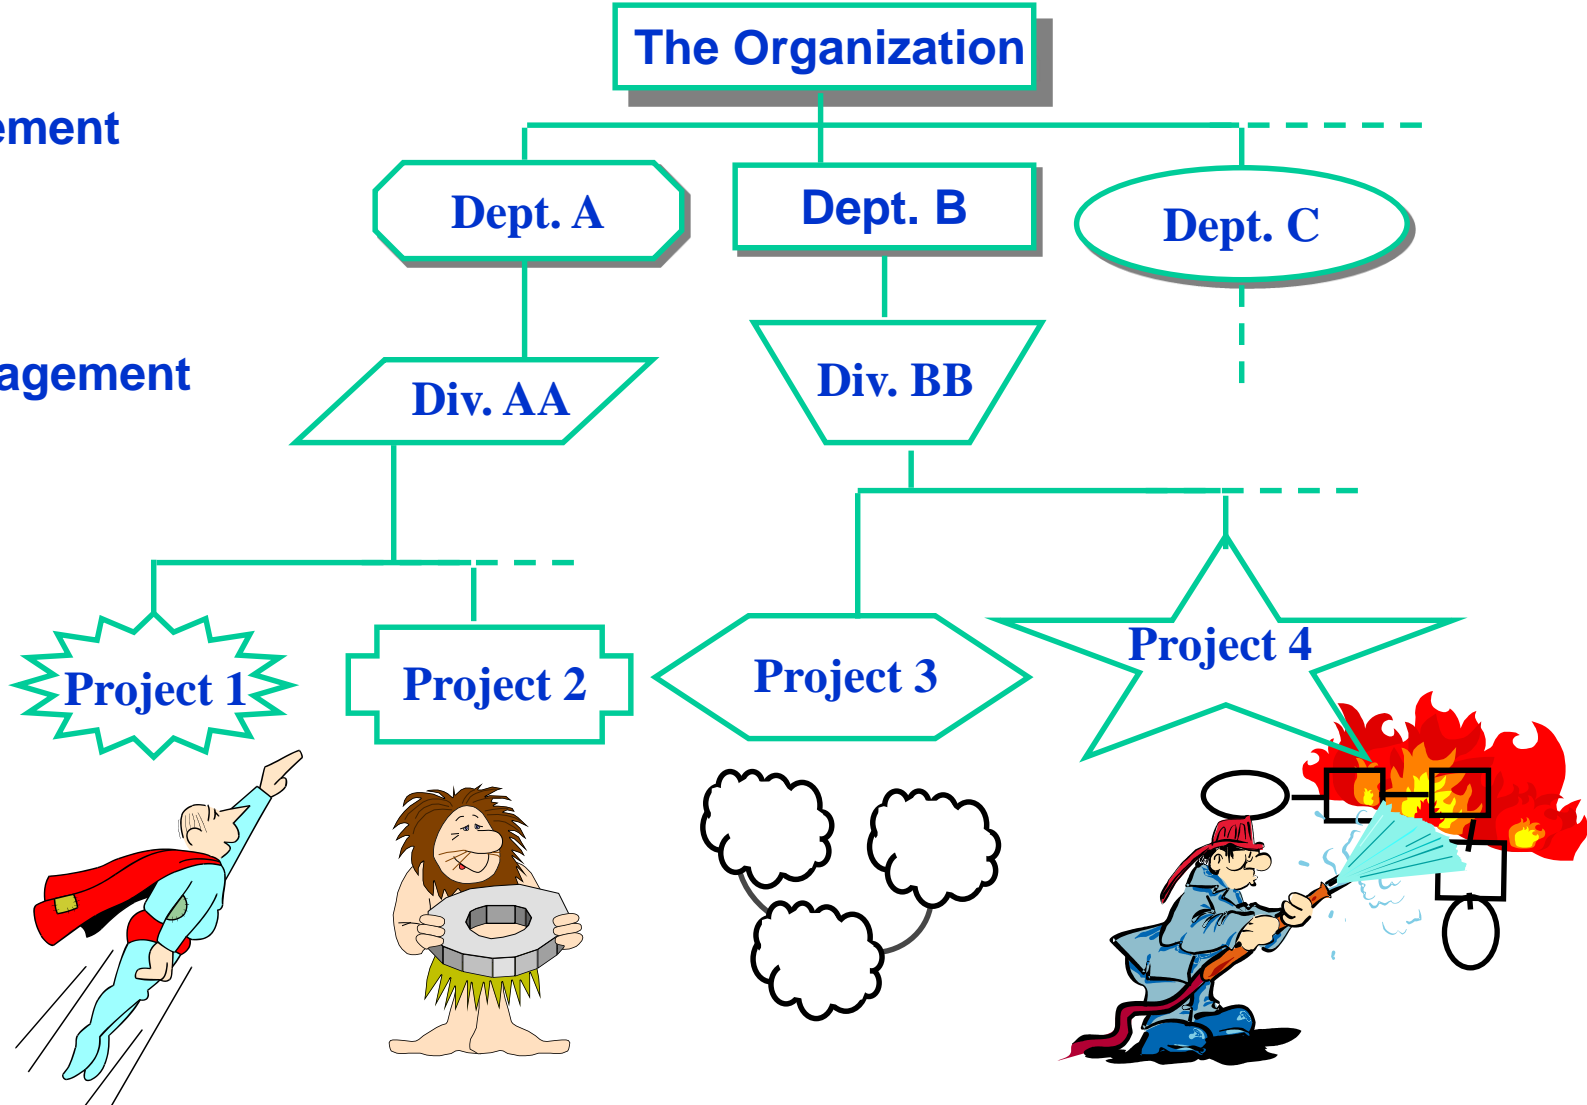 The Organization
ement
Dept. A
Dept. B
Dept. C
agement
Div. AA
Div. BB
Project 1
Project 2
Project 3
Project 4